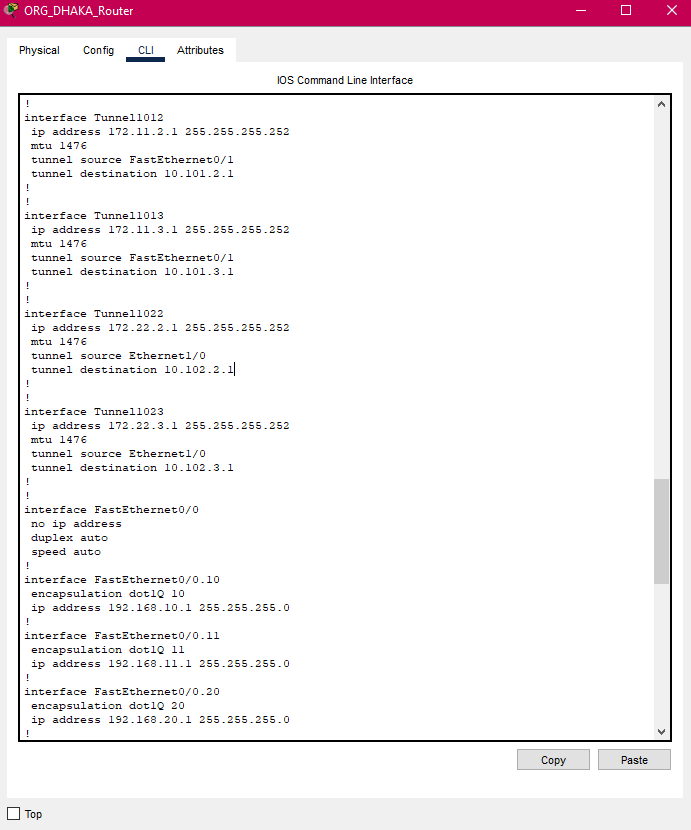 ORG_DHAKA_Router
Physical Config CLI Attributes
IOS Command Line Interface
!
interface Tunnel1012
ip address 172.11.2.1 255.255.255.252
mtu 1476
tunnel source FastEthernet0/1
tunnel destination 10.101.2.1
!
!
interface Tunnel1013
ip address 172.11.3.1 255.255.255.252
mtu 1476
tunnel source FastEthernet0/1
tunnel destination 10.101.3.1
!
!
interface Tunnel1022
ip address 172.22.2.1 255.255.255.252
mtu 1476
tunnel source Ethernet1/0
tunnel destination 10.102.2.1
!
!
interface Tunnel1023
ip address 172.22.3.1 255.255.255.252
mtu 1476
tunnel source Ethernet1/0
tunnel destination 10.102.3.1
!
!
interface FastEthernet0/0
no ip address
duplex auto
speed auto
!
interface FastEthernet0/0.10
encapsulation dot1Q 10
ip address 192.168.10.1 255.255.255.0
!
interface FastEthernet0/0.11
encapsulation dot1Q 11
ip address 192.168.11.1 255.255.255.0
!
interface FastEthernet0/0.20
encapsulation dot1Q 20
ip address 192.168.20.1 255.255.255.0
!
Copy Paste
Top